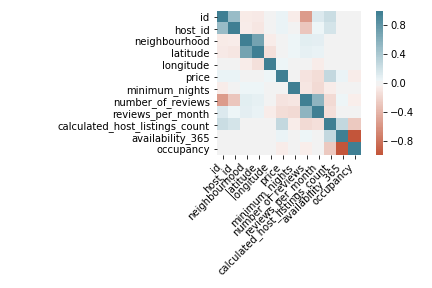 id
host_id
neighbourhood
latitude
longitude
price
minimum_nights
number_of_reviews
reviews_per_month
calculated_host_listings_count
availability_365
occupancy
0.8
0.4
0.0
−0.4
−0.8
id
host_id
neighbourhood
latitude
longitude
price
minimum_nights
number_of_reviews
reviews_per_month
calculated_host_listings_count
availability_365
occupancy